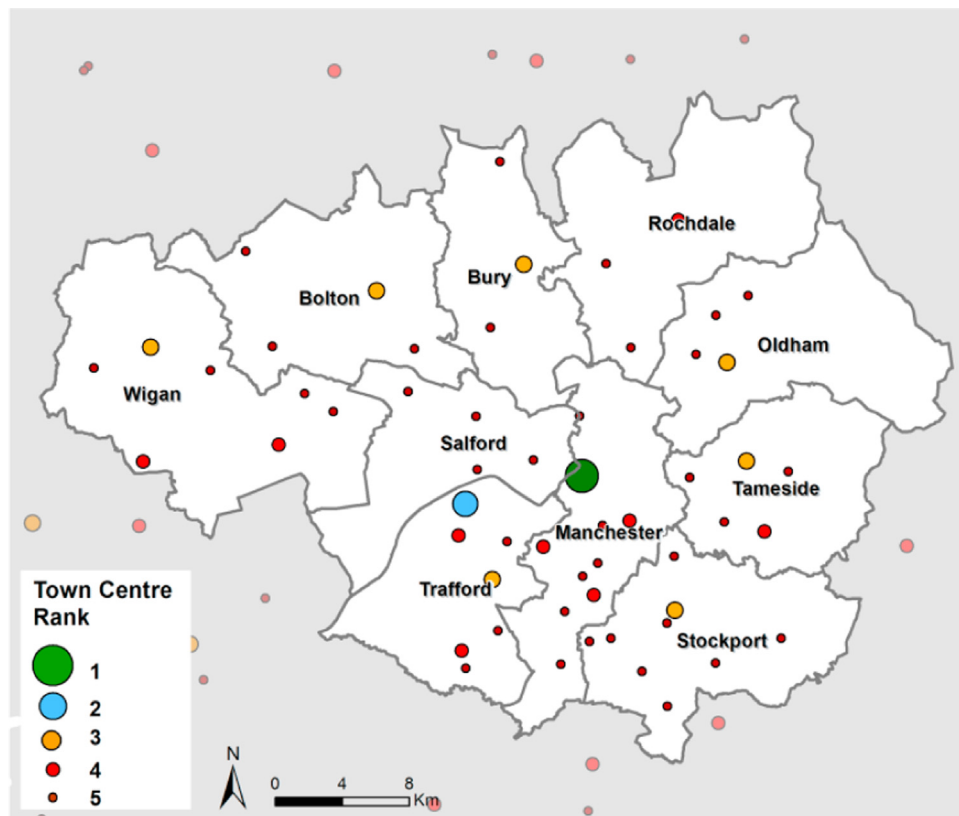 Rochdale
Bury
Bolton
Oldham
Wigan
Salford
Tameside
Manchester
Trafford
Stockport
Town Centre
Rank
1
2
3
4
5
N
0 4 8
Km